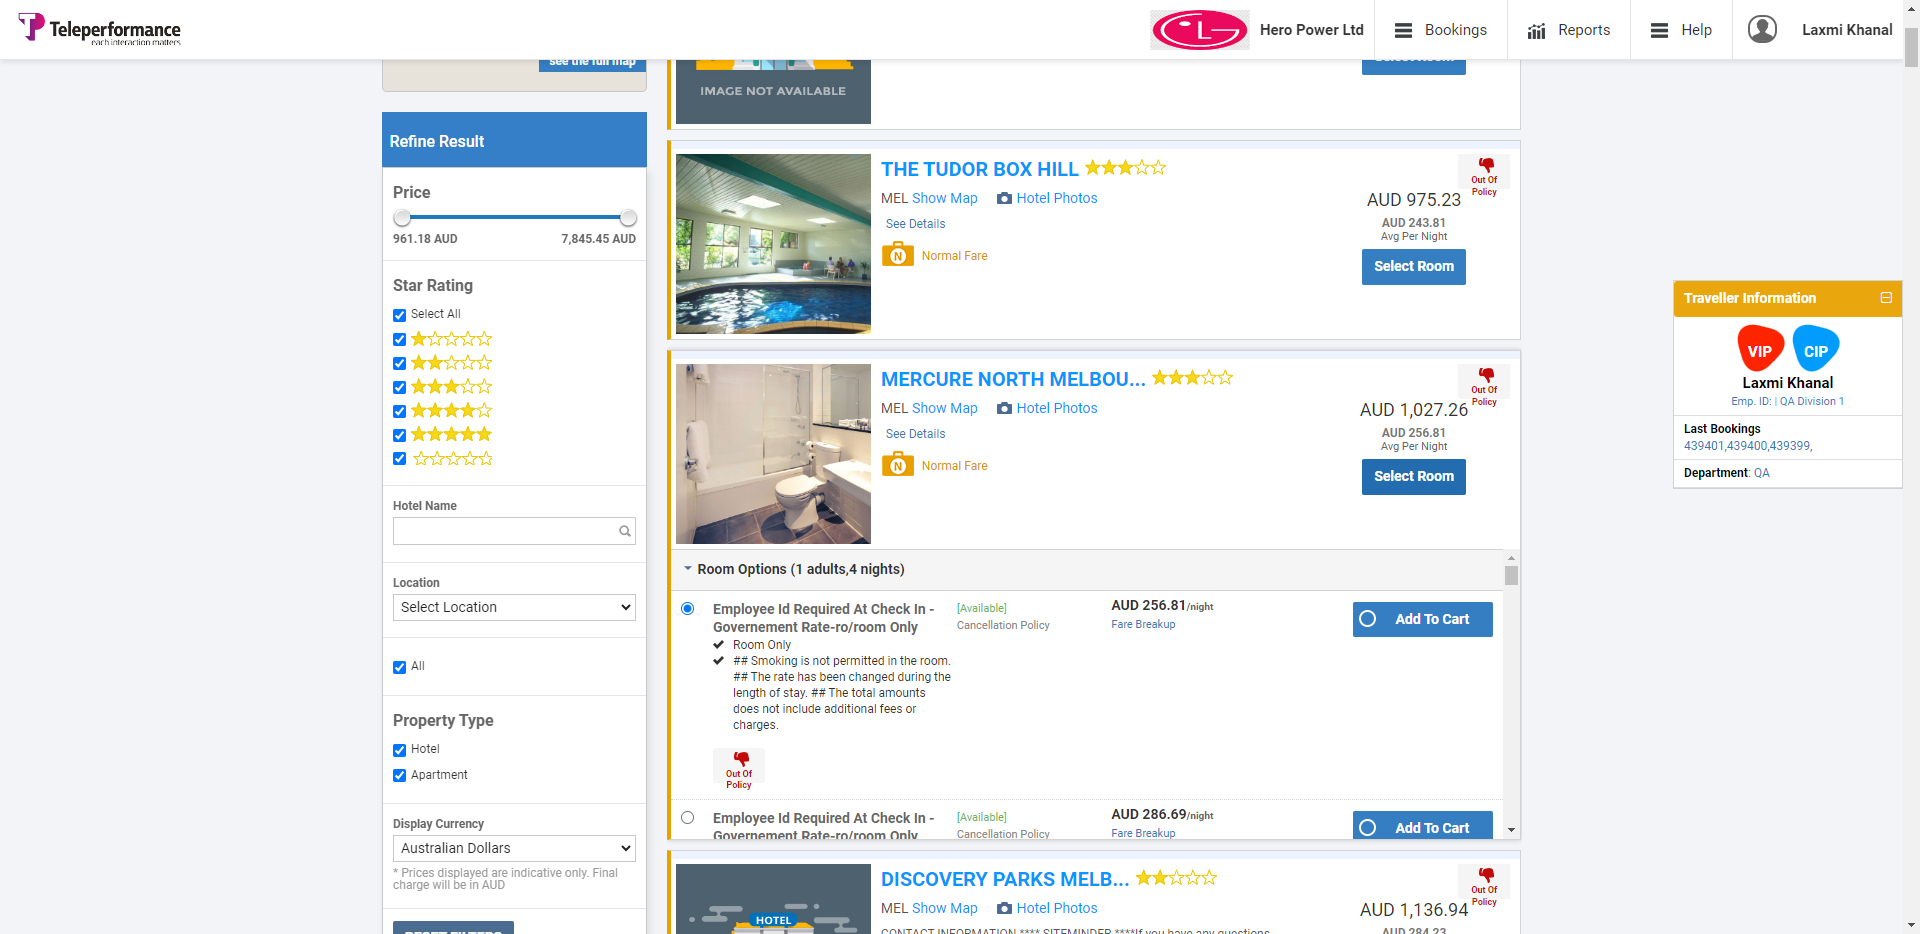 Teleperformance
each interaction matters
LG
Hero Power Ltd
Bookings
Reports
Help
Laxmi Khanal
see the full map
Refine Result
Price
961.18 AUD
7,845.45 AUD
Star Rating
Select All
Hotel Name
Location
Select Location
All
Property Type
Hotel
Apartment
Display Currency
Australian Dollars
* Prices displayed are indicative only. Final
charge will be in AUD
RESET FILTERS
IMAGE NOT AVAILABLE
Select Room
THE TUDOR BOX HILL
MEL Show Map Hotel Photos
See Details
N Normal Fare
Out Of
Policy
AUD 975.23
AUD 243.81
Avg Per Night
Select Room
MERCURE NORTH MELBOU...
MEL Show Map Hotel Photos
See Details
N Normal Fare
Out Of
Policy
AUD 1,027.26
AUD 256.81
Avg Per Night
Select Room
Room Options (1 adults,4 nights)
Employee Id Required At Check In -
Governement Rate-ro/room Only
Room Only
## Smoking is not permitted in the room.
## The rate has been changed during the
length of stay. ## The total amounts
does not include additional fees or
charges.
Out Of
Policy
[Available]
Cancellation Policy
AUD 256.81/night
Fare Breakup
Add To Cart
Employee Id Required At Check In -
Governement Rate-ro/room Only
[Available]
Cancellation Policy
AUD 286.69/night
Fare Breakup
Add To Cart
HOTEL
DISCOVERY PARKS MELB...
MEL Show Map Hotel Photos
CONTACT INFORMATION **** SITEMINDER ****If you have any questions
Out Of
Policy
AUD 1,136.94
AUD 284.23
Traveller Information
VIP
CIP
Laxmi Khanal
Emp. ID: | QA Division 1
Last Bookings
439401,439400,439399,
Department: QA